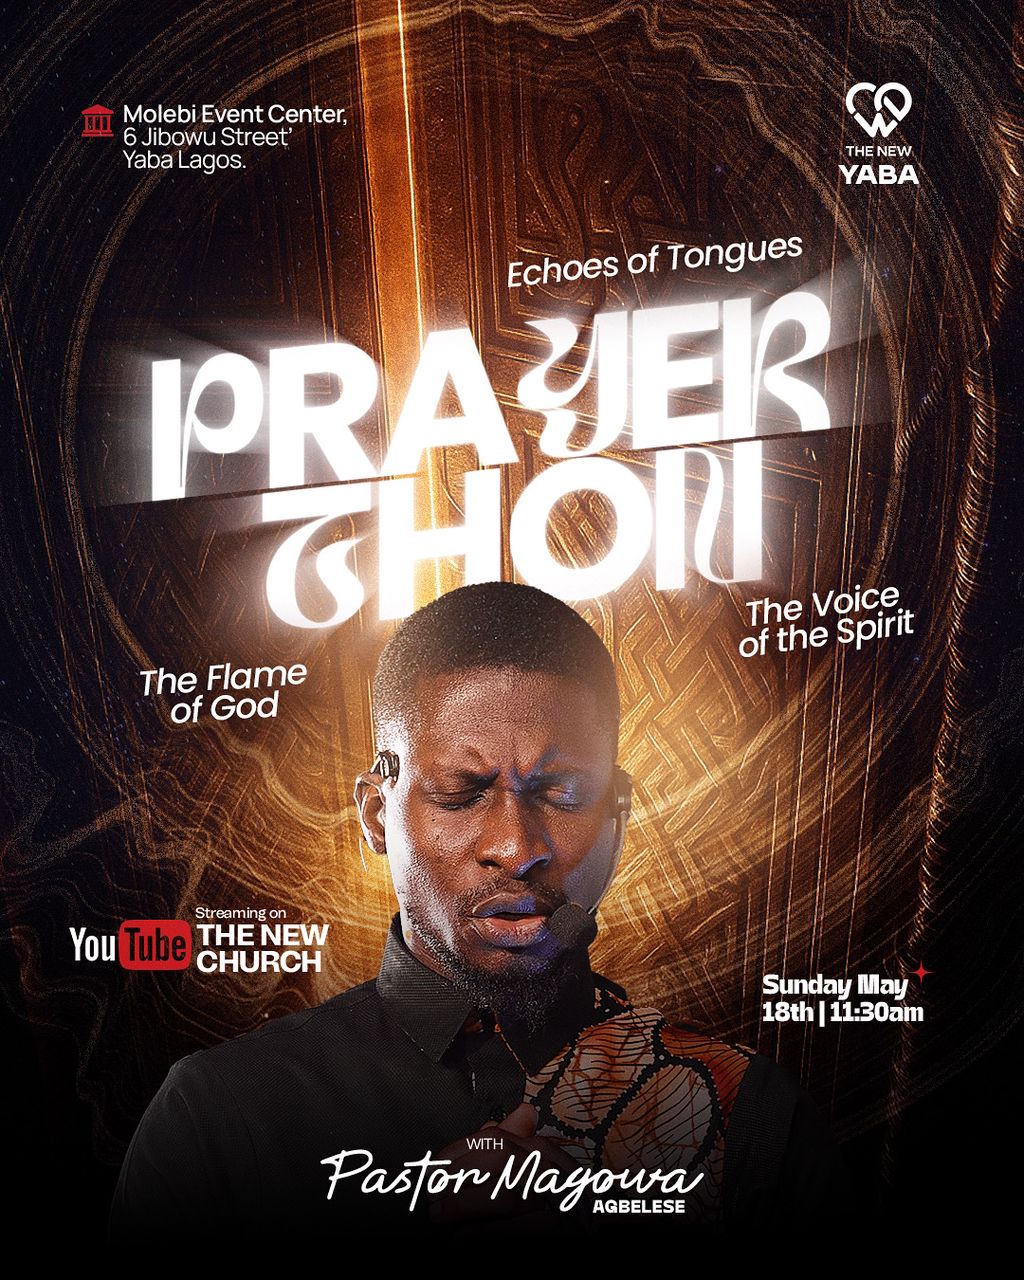 Molebi Event Center,
6 Jibowu Street’
Yaba Lagos.
THE NEW
YABA
Echoes of Tongues
PRAYER
THON
The Voice
of the Spirit
The Flame
of God
YouTube
Streaming on
THE NEW
CHURCH
Sunday May
18th | 11:30am
WITH
Pastor Magowa
AGBELESE